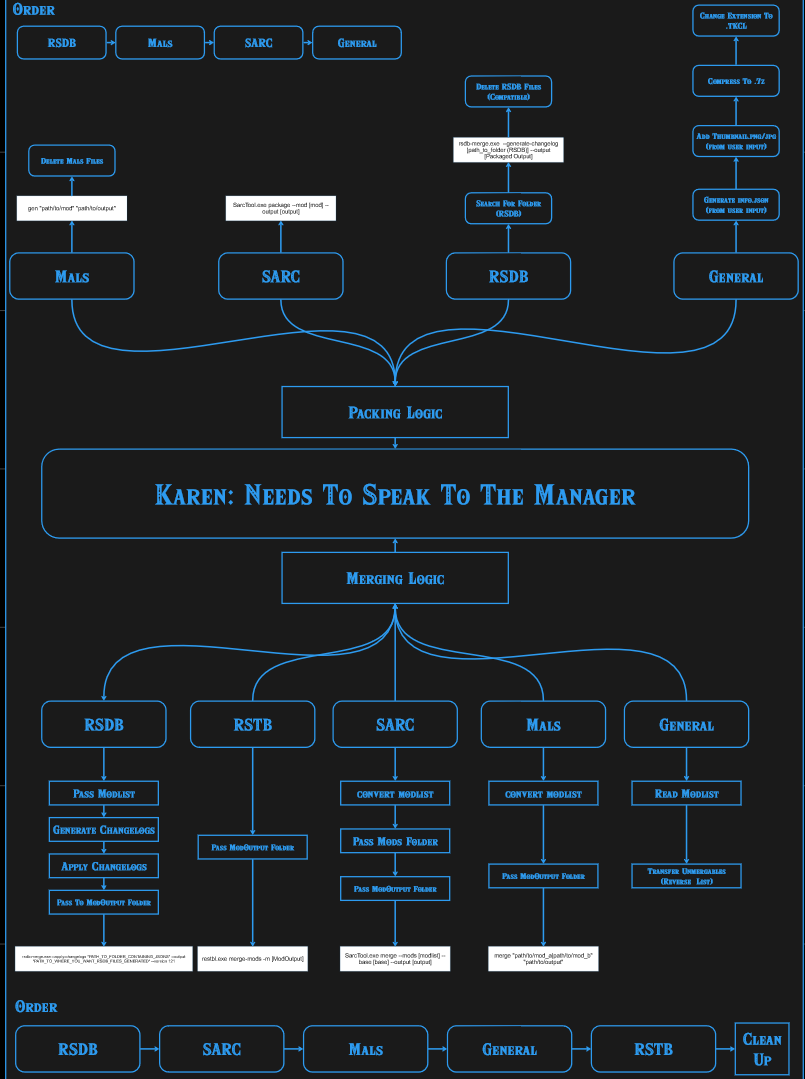 Order
RSDB
Mals
SARC
General
Change Extension To
.TKCL
Compress To .7z
Add Thumbnail.png/jpg
(from user input)
Generate info.json
(from user input)
Delete RSDB Files
(Compatible)
rsdb-merge.exe --generate-changelog
[path_to_folder (RSDB)] --output
[Packaged Output]
Search For Folder
(RSDB)
Delete Mals Files
gen "path/to/mod" "path/to/output"
SarcTool.exe package --mod [mod] --
output [output]
Mals
SARC
RSDB
General
Packing Logic
Karen: Needs To Speak To The Manager
Merging Logic
RSDB
RSTB
SARC
Mals
General
Pass Modlist
convert modlist
convert modlist
Read Modlist
Generate Changelogs
Pass ModOutput Folder
Pass Mods Folder
Apply Changelogs
Pass ModOutput Folder
Pass ModOutput Folder
Transfer Unmergables
(Reverse List)
Pass To ModOutput Folder
rsdb-merge.exe --apply-changelogs "PATH_TO_FOLDER_CONTAINING_JSONS" --output
"PATH_TO_WHERE_YOU_WANT_RSDB_FILES_GENERATED" --version 121
restbl.exe merge-mods -m [ModOutput]
SarcTool.exe merge --mods [modlist] --
base [base] --output [output]
merge "path/to/mod_a|path/to/mod_b"
"path/to/output"
Order
RSDB
SARC
Mals
General
RSTB
Clean
Up